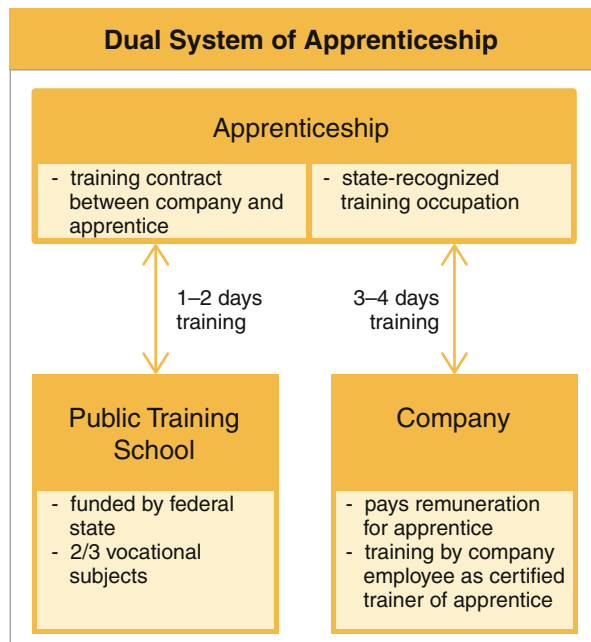 Dual System of Apprenticeship
Apprenticeship
- training contract
between company and
apprentice
- state-recognized
training occupation
1–2 days
training
3–4 days
training
Public Training
School
- funded by federal
state
- 2/3 vocational
subjects
Company
- pays remuneration
for apprentice
- training by company
employee as certified
trainer of apprentice